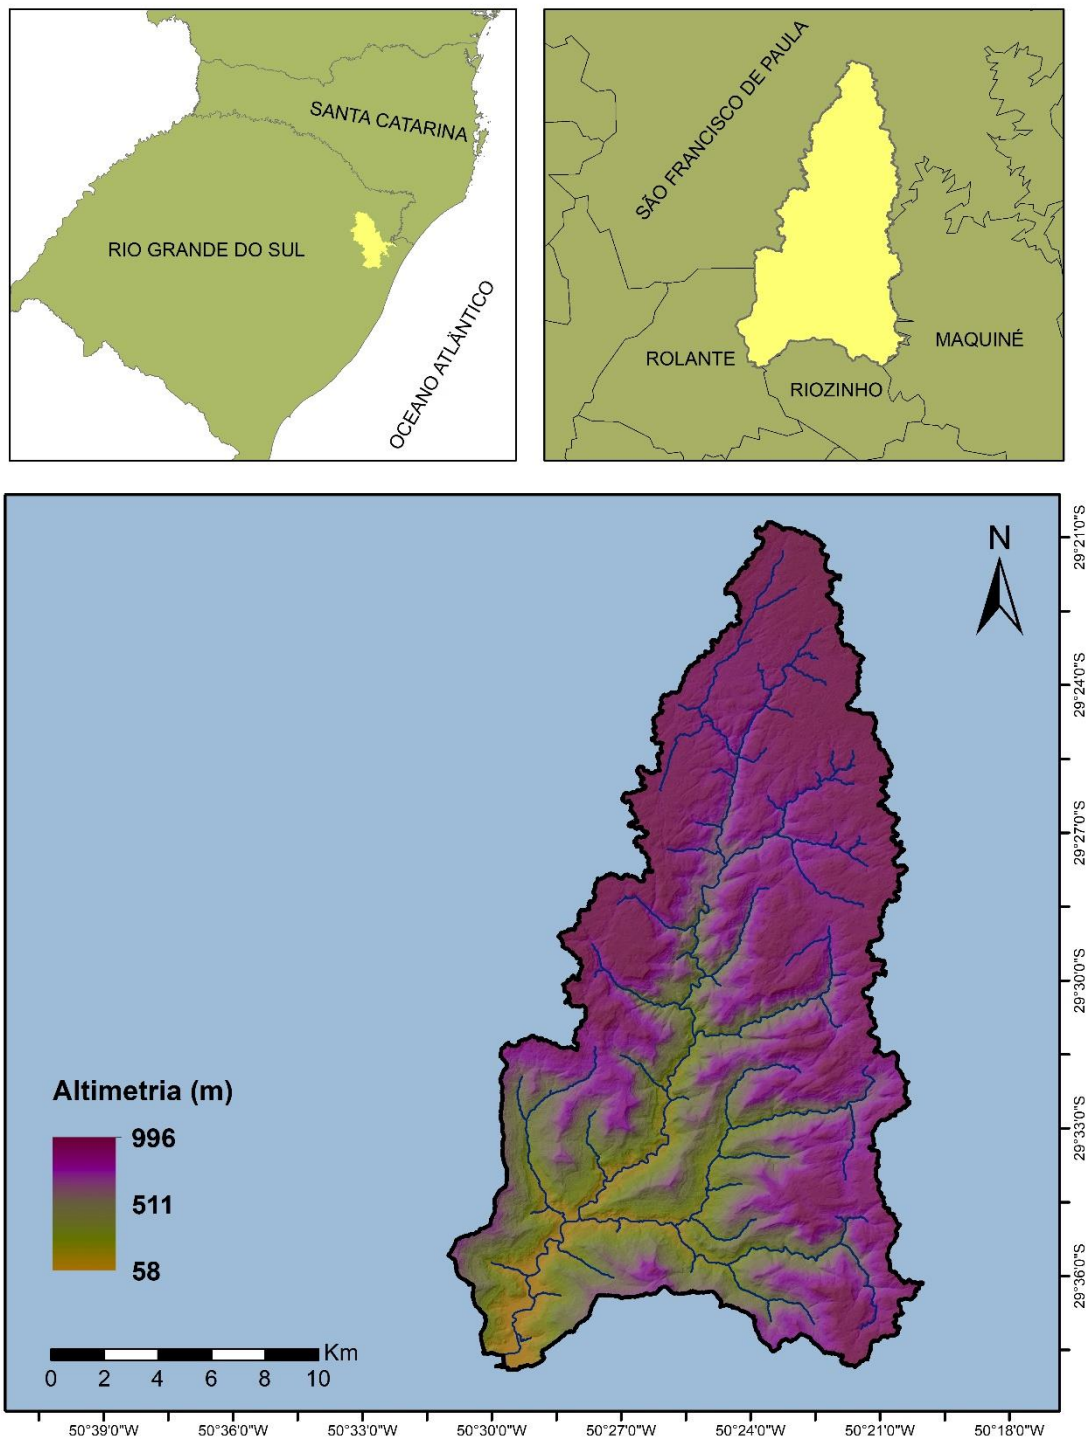 SANTA CATARINA
RIO GRANDE DO SUL
OCEANO ATLÂNTICO
SÃO FRANCISCO DE PAULA
ROLANTE
MAQUINÉ
RIOZINHO
N
29°21'0"S
29°24'0"S
29°27'0"S
29°30'0"S
29°33'0"S
29°36'0"S
Altimetria (m)
996
511
58
Km
0 2 4 6 8 10
50°39'0"W 50°36'0"W 50°33'0"W 50°30'0"W 50°27'0"W 50°24'0"W 50°21'0"W 50°18'0"W